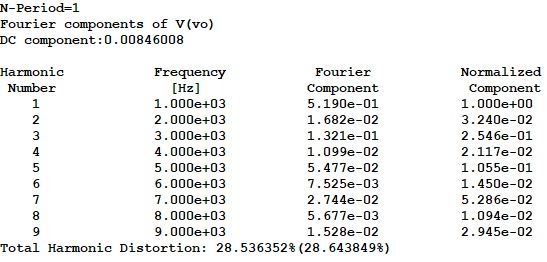 N-Period=1
Fourier components of V(vo)
DC component:0.00846008
Harmonic Frequency Fourier Normalized
Number [Hz] Component Component
1 1.000e+03 5.190e-01 1.000e+00
2 2.000e+03 1.682e-02 3.240e-02
3 3.000e+03 1.321e-01 2.546e-01
4 4.000e+03 1.099e-02 2.117e-02
5 5.000e+03 5.477e-02 1.055e-01
6 6.000e+03 7.525e-03 1.450e-02
7 7.000e+03 2.744e-02 5.286e-02
8 8.000e+03 5.677e-03 1.094e-02
9 9.000e+03 1.528e-02 2.945e-02
Total Harmonic Distortion: 28.536352%(28.643849%)